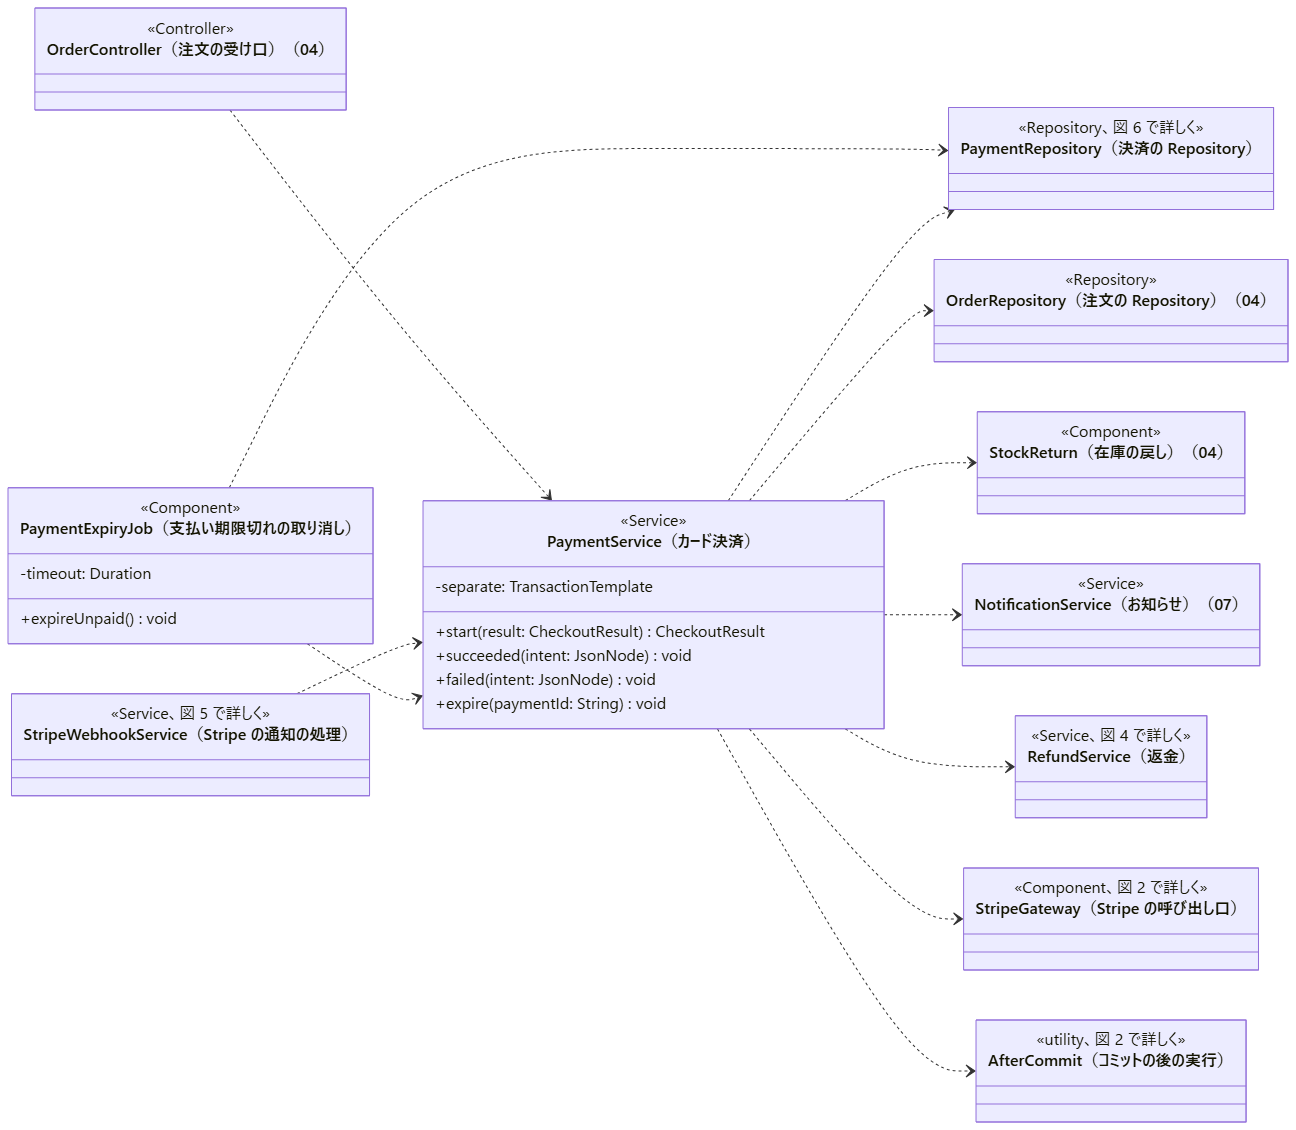 «Controller»
OrderController（注文の受け口）（04）
«Repository、図 6 で詳しく»
PaymentRepository（決済の Repository）
«Repository»
OrderRepository（注文の Repository）（04）
«Component»
StockReturn（在庫の戻し）（04）
«Component»
PaymentExpiryJob（支払い期限切れの取り消し）
-timeout: Duration
+expireUnpaid() : void
«Service»
PaymentService（カード決済）
-separate: TransactionTemplate
+start(result: CheckoutResult) : CheckoutResult
+succeeded(intent: JsonNode) : void
+failed(intent: JsonNode) : void
+expire(paymentId: String) : void
«Service»
NotificationService（お知らせ）（07）
«Service、図 5 で詳しく»
StripeWebhookService（Stripe の通知の処理）
«Service、図 4 で詳しく»
RefundService（返金）
«Component、図 2 で詳しく»
StripeGateway（Stripe の呼び出し口）
«utility、図 2 で詳しく»
AfterCommit（コミットの後の実行）